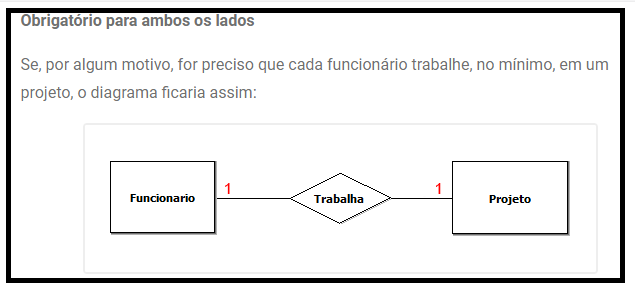 Obrigatório para ambos os lados
Se, por algum motivo, for preciso que cada funcionário trabalhe, no mínimo, em um
projeto, o diagrama ficaria assim:
Funcionario 1 Trabalha 1 Projeto